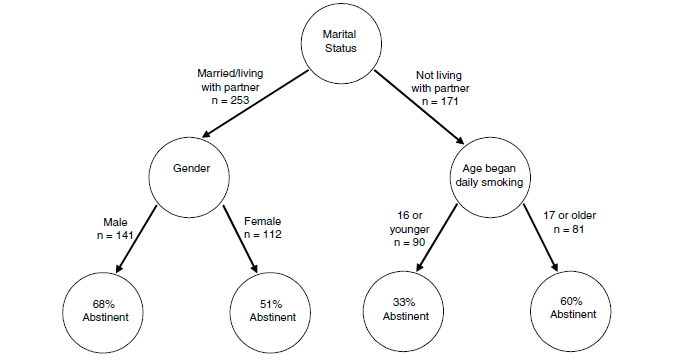 Marital
Status
Married/living
with partner
n = 253
Not living
with partner
n = 171
Gender
Age began
daily smoking
Male
n = 141
Female
n = 112
16 or
younger
n = 90
17 or older
n = 81
68%
Abstinent
51%
Abstinent
33%
Abstinent
60%
Abstinent